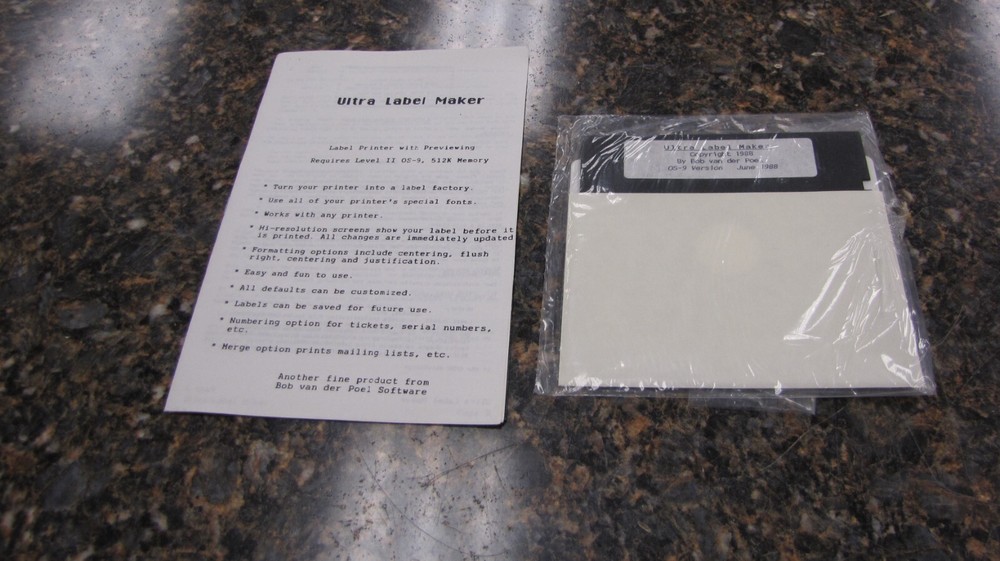 Ultra Label Maker
Label Printer with Previewing
Requires Level II OS-9, 512K Memory
* Turn your printer into a label factory.
* Use all of your printer's special fonts.
* Works with any printer.
* Hi-resolution screens show your label before it
is printed. All changes are immediately updated
* Formatting options include centering, flush
right, centering and justification.
* Easy and fun to use.
* All defaults can be customized.
* Labels can be saved for future use.
* Numbering option for tickets, serial numbers,
etc.
* Merge option prints mailing lists, etc.
Another fine product from
Bob van der Poel Software
Ultra Label Maker
Copyright 1988
By Bob van der Poel
OS-9 Version June 1988